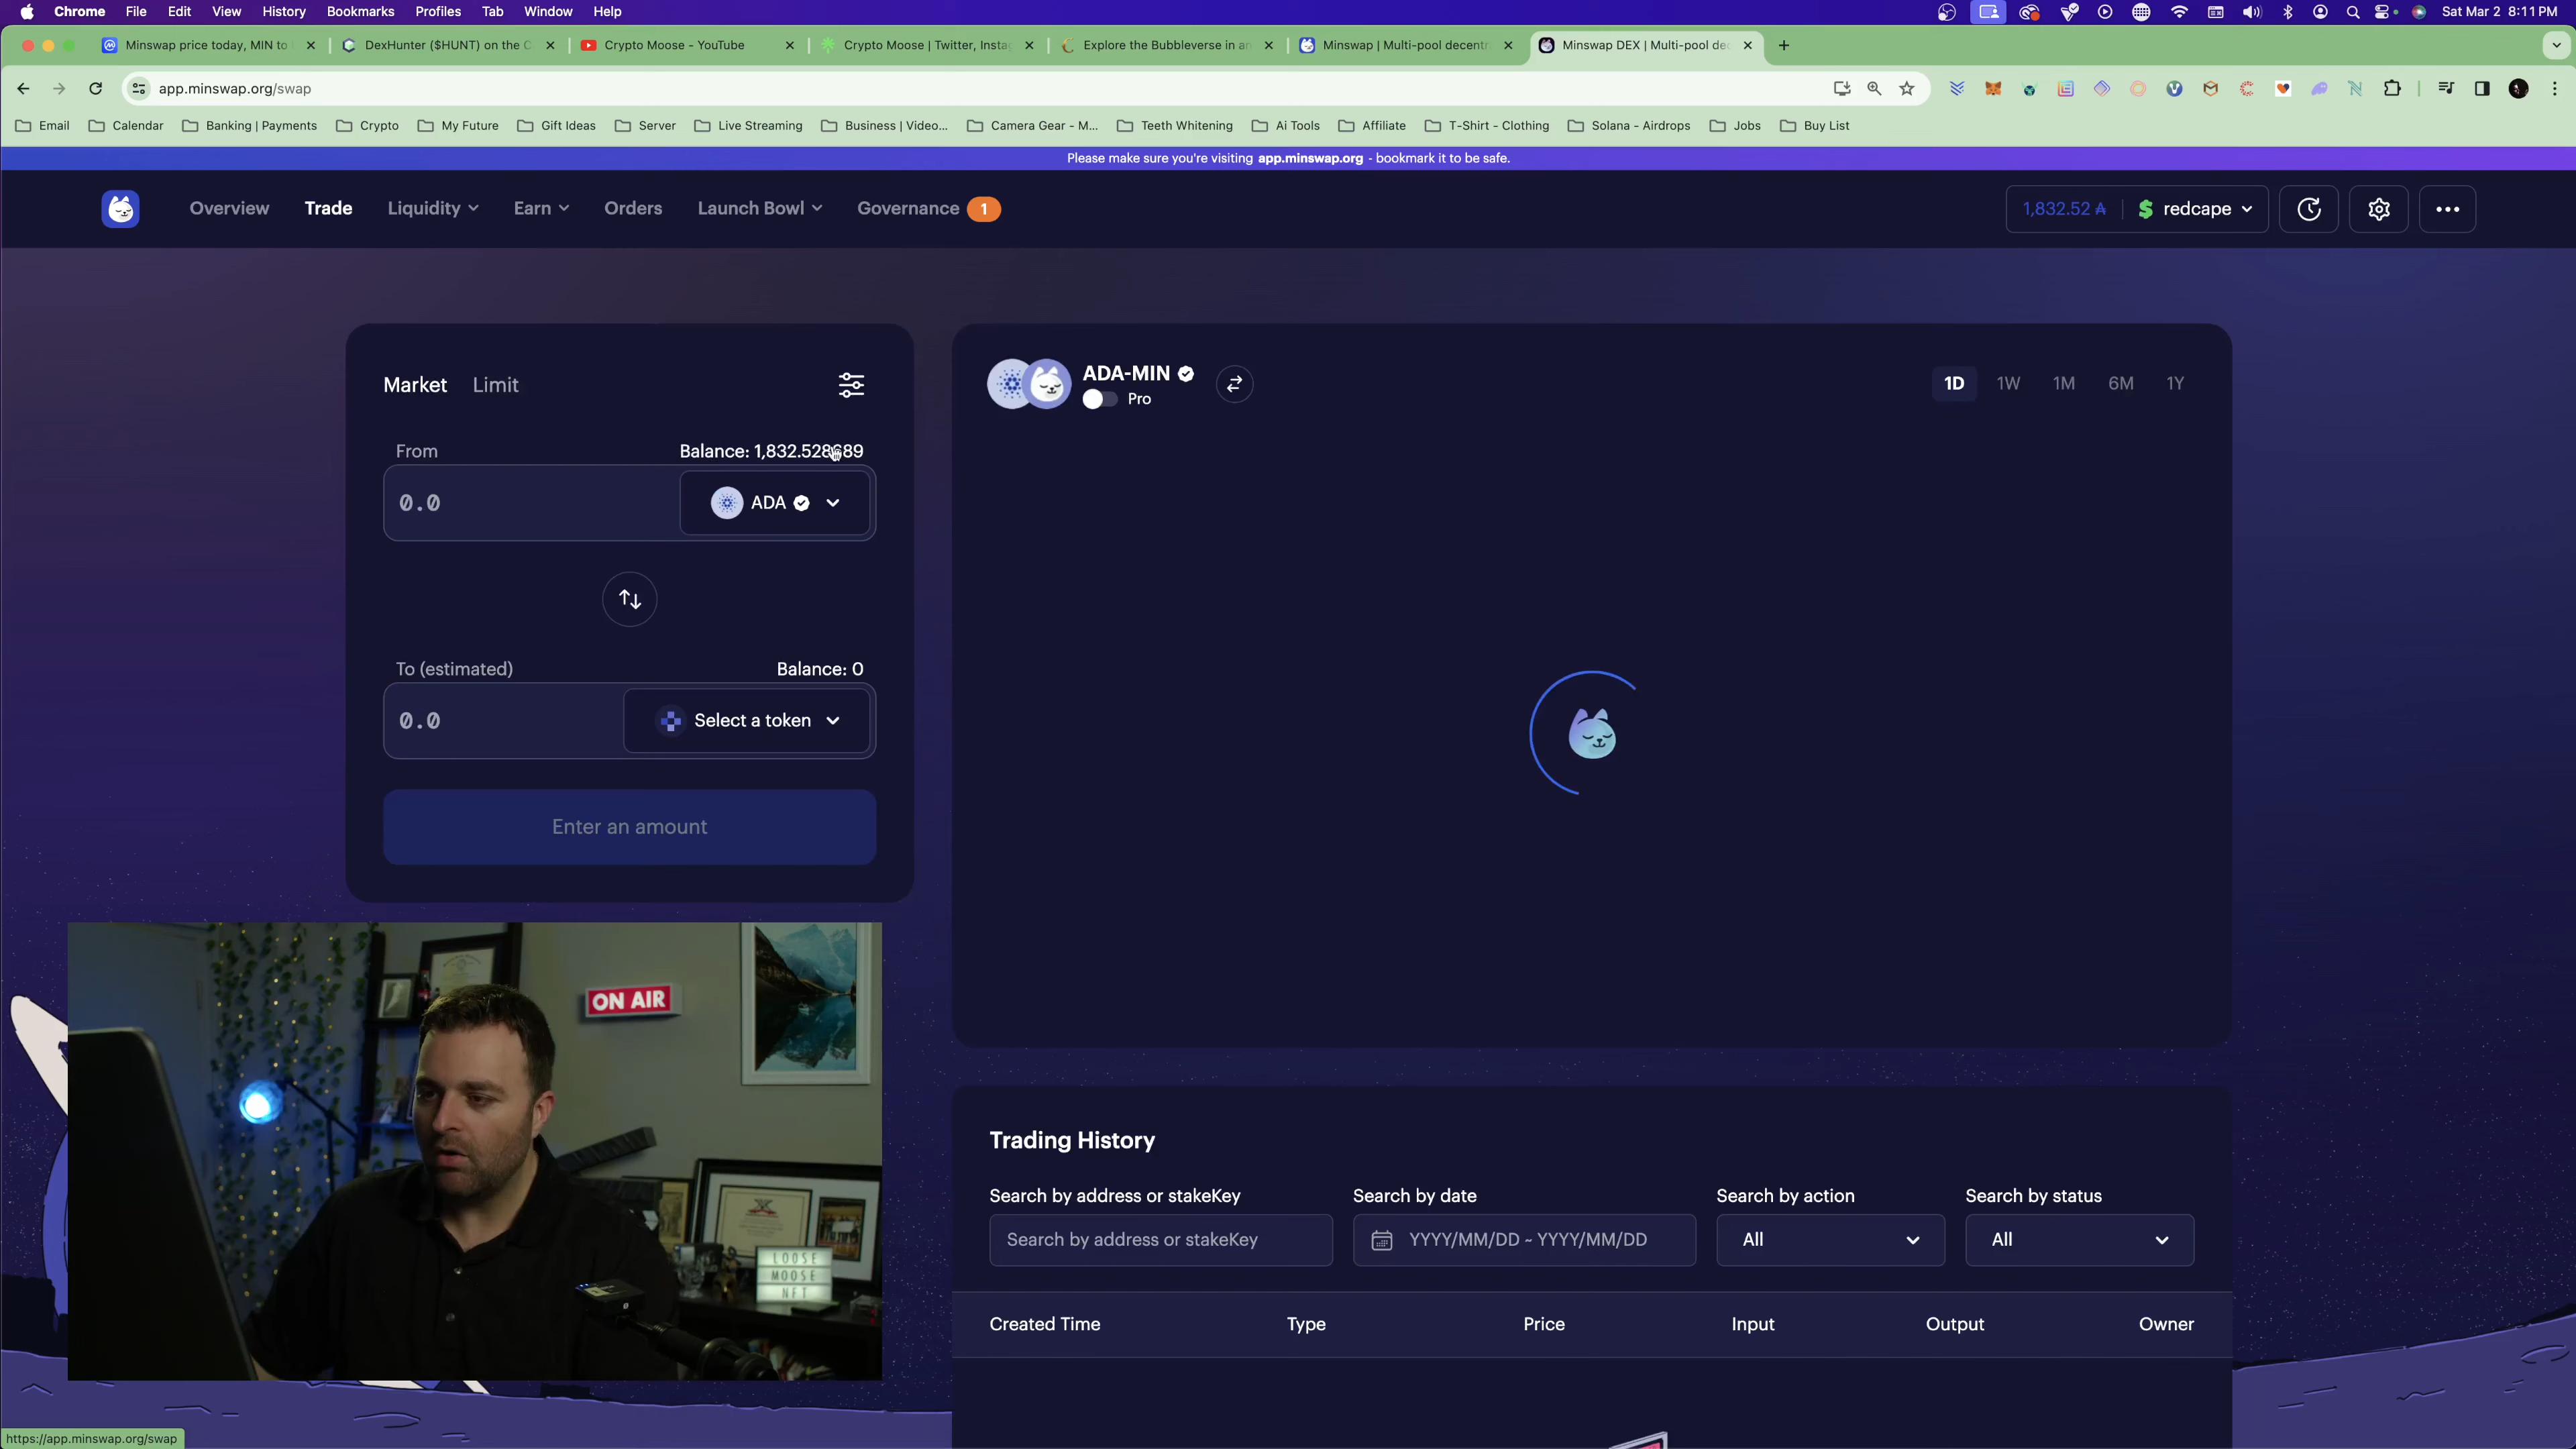 Chrome File Edit View History Bookmarks Profiles Tab Window Help Sat Mar 2 8:11 PM
Minswap price today, MIN to DexHunter ($HUNT) on the C Crypto Moose - YouTube Crypto Moose | Twitter, Insta Explore the Bubbleverse in an Minswap | Multi-pool decentr Minswap DEX | Multi-pool dec
app.minswap.org/swap
Email Calendar Banking | Payments Crypto My Future Gift Ideas Server Live Streaming Business | Video... Camera Gear - M... Teeth Whitening Ai Tools Affiliate T-Shirt - Clothing Solana - Airdrops Jobs Buy List
Please make sure you're visiting app.minswap.org - bookmark it to be safe.
Overview Trade Liquidity Earn Orders Launch Bowl Governance 1 1,832.52 ₳ redcape
Market Limit
From Balance: 1,832.528689
0.0 ADA
To (estimated) Balance: 0
0.0 Select a token
Enter an amount
ADA-MIN
Pro
1D 1W 1M 6M 1Y
ON AIR
LOOSE
MOOSE
NFT
Trading History
Search by address or stakeKey Search by date Search by action Search by status
Search by address or stakeKey YYYY/MM/DD ~ YYYY/MM/DD All All
Created Time Type Price Input Output Owner
https://app.minswap.org/swap